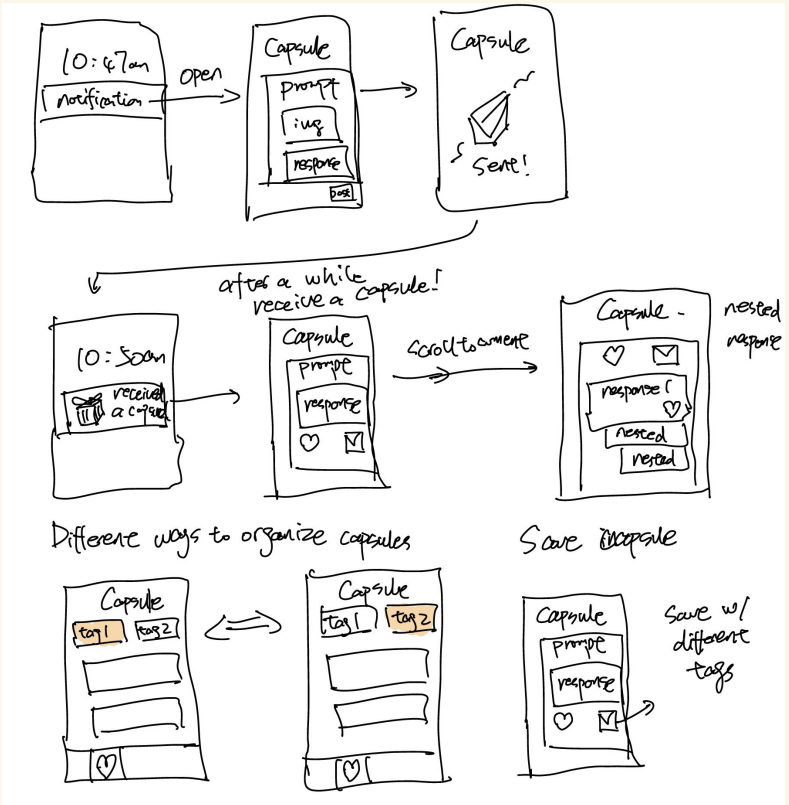 10:47am
notification
open
Capsule
prompt
img
response
post
Capsule
Sent!
after a while
receive a capsule!
10:50am
received
a capsule
Capsule
prompt
response
scroll to comment
Capsule
nested
response
response!
nested
nested
Different ways to organize capsules
Capsule
tag1 tag2
Capsule
tag1 tag2
Save
Capsule
prompt
response
Save w/
different
tags